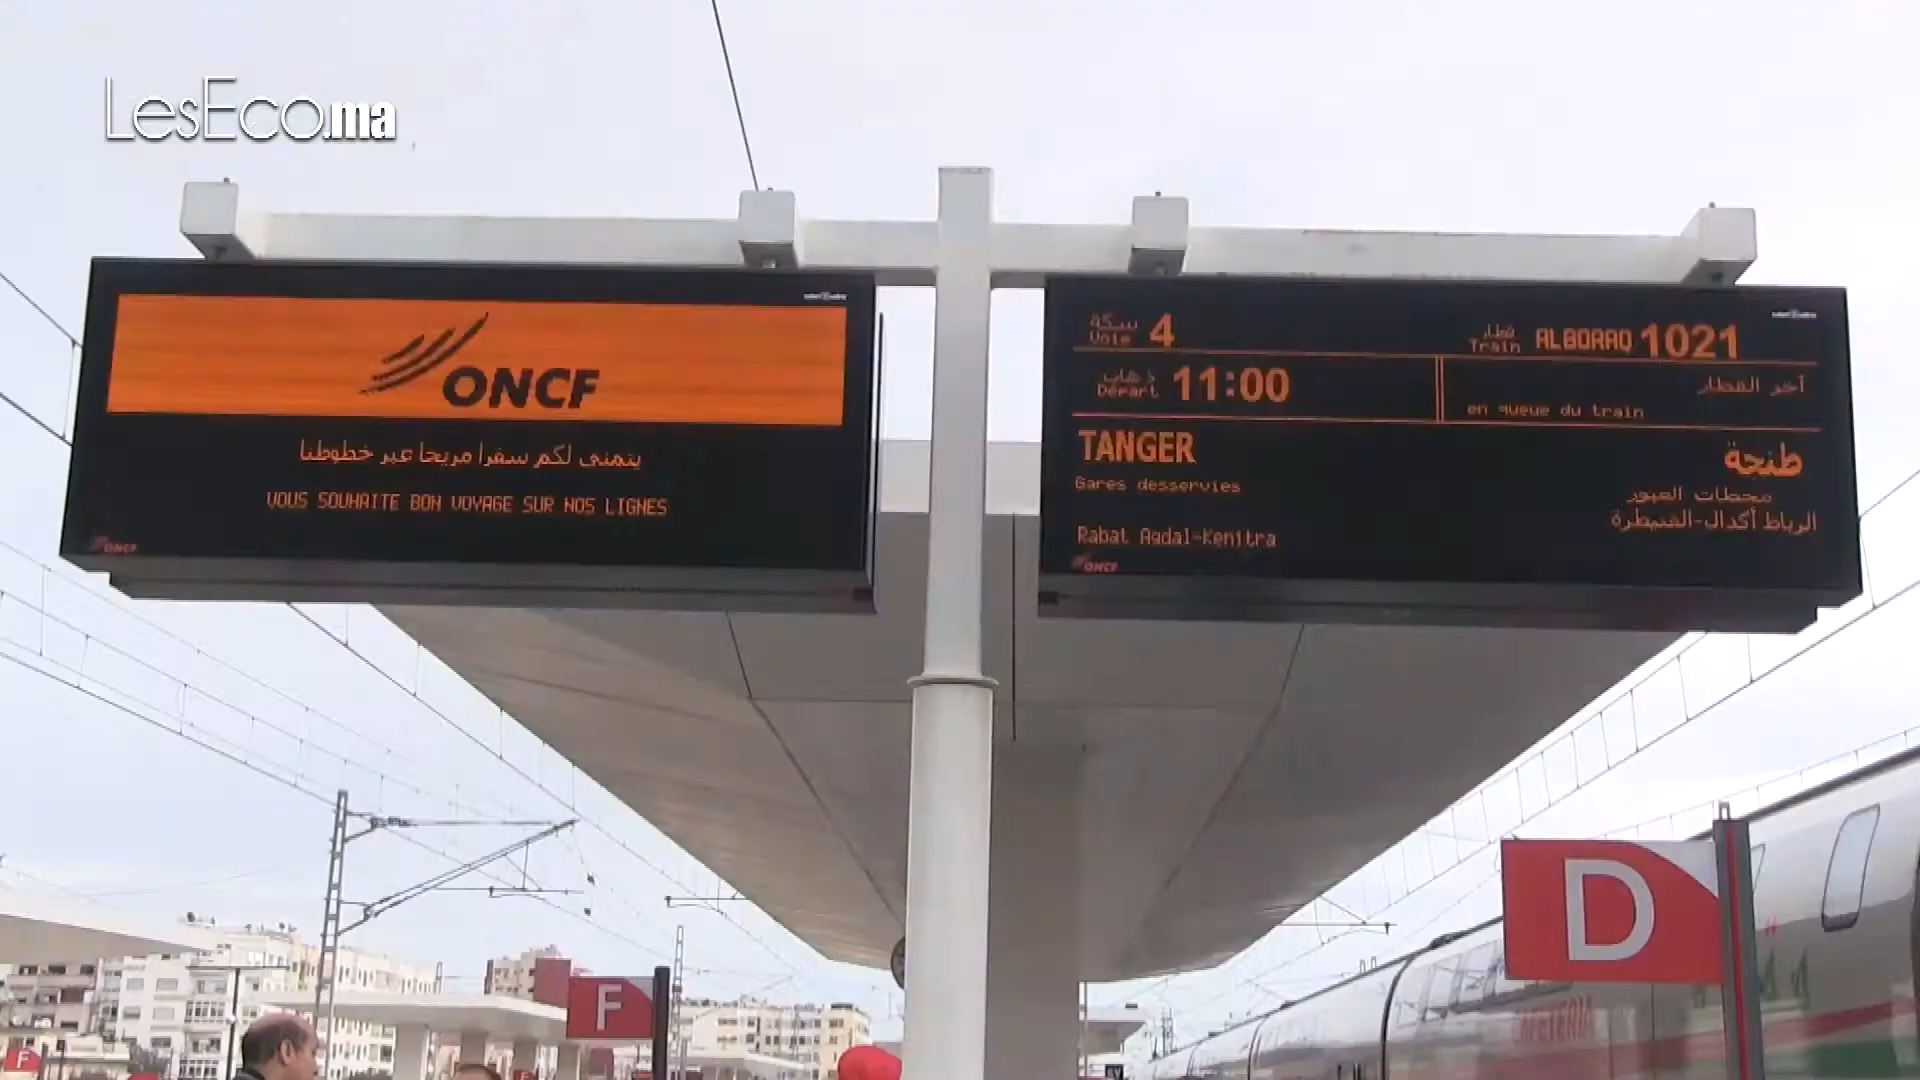 LesEco.ma
ONCF
يتمنى لكم سفرا مريحا عبر خطوطنا
VOUS SOUHAITE BON VOYAGE SUR NOS LIGNES
ONCF
سكة
Voie 4
قطار
Train ALBORAQ 1021
ذهاب
Départ 11:00
آخر القطار
en queue du train
TANGER
طنجة
Gares desservies
محطات العبور
Rabat Agdal-Kenitra
الرباط أكدال-القنيطرة
ONCF
D
F
F
F